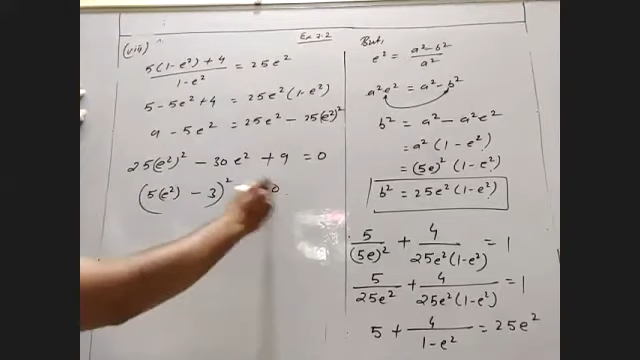 (viii)
Ex 7.2
5(1-e²)+4 / 1-e² = 25e²
5-5e²+4 = 25e²(1-e²)
9-5e² = 25e² - 25(e²)²
25(e²)² - 30e² + 9 = 0
(5(e²) - 3)² = 0
But,
e² = a²-b² / a²
a²e² = a²-b²
b² = a² - a²e²
= a²(1-e²)
= (5e)²(1-e²)
b² = 25e²(1-e²)
5/(5e)² + 4/25e²(1-e²) = 1
5/25e² + 4/25e²(1-e²) = 1
5 + 4/1-e² = 25e²